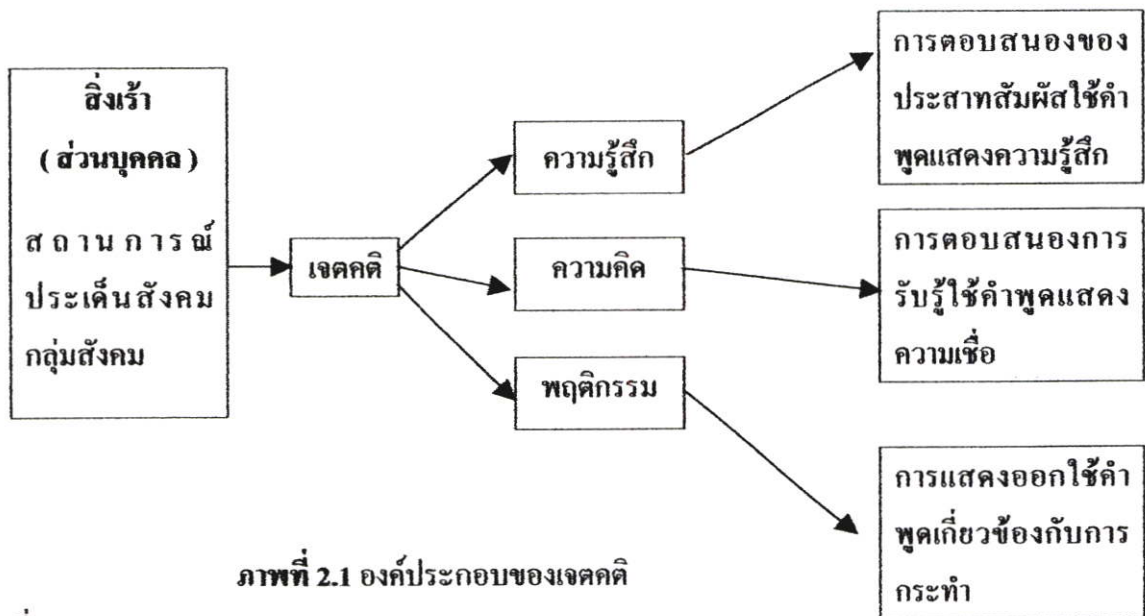 สิ่งเร้า
( ส่วนบุคคล )
สถานการณ์
ประเด็นสังคม
กลุ่มสังคม
เจตคติ
ความรู้สึก
ความคิด
พฤติกรรม
การตอบสนองของ
ประสาทสัมผัสใช้คำ
พูดแสดงความรู้สึก
การตอบสนองการ
รับรู้ใช้คำพูดแสดง
ความเชื่อ
การแสดงออกใช้คำ
พูดเกี่ยวข้องกับการ
กระทำ
ภาพที่ 2.1 องค์ประกอบของเจตคติ